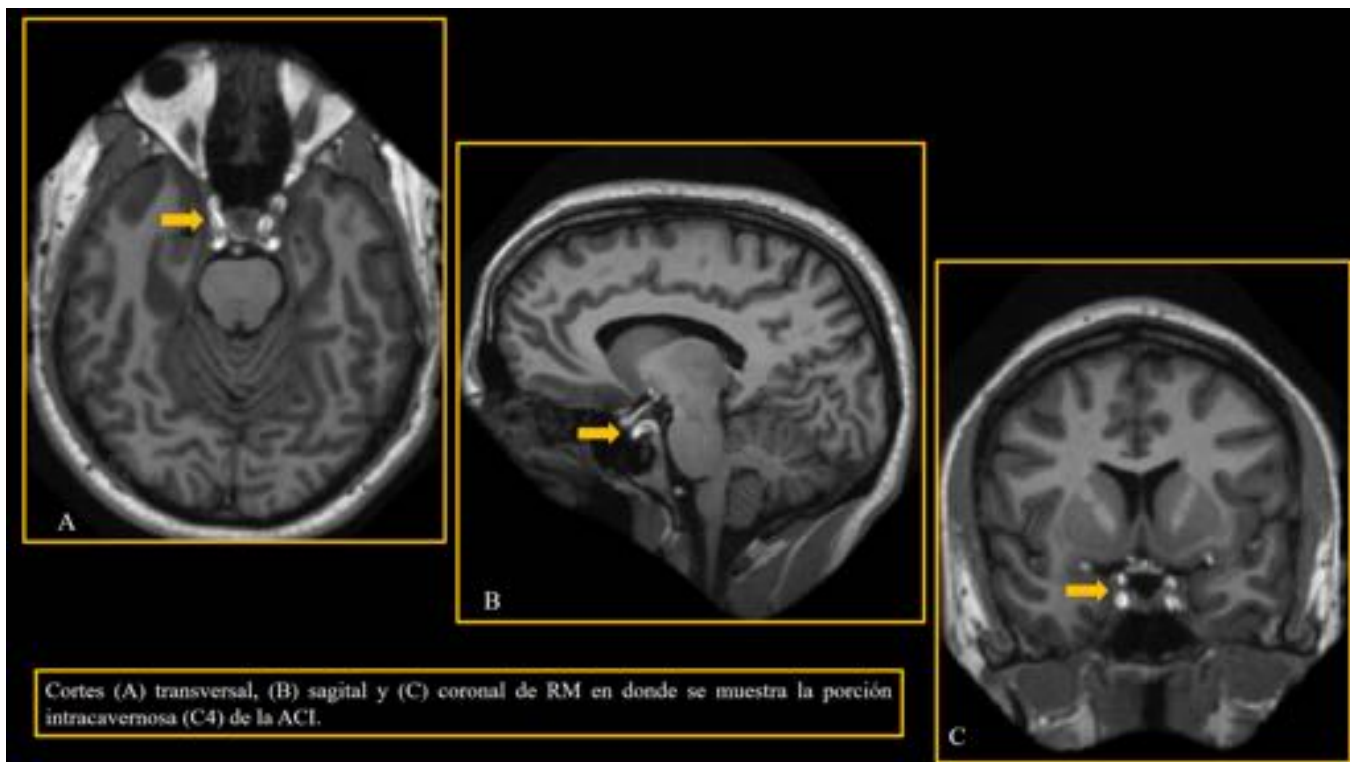 A
B
C
Cortes (A) transversal, (B) sagital y (C) coronal de RM en donde se muestra la porción
intracavernosa (C4) de la ACI.